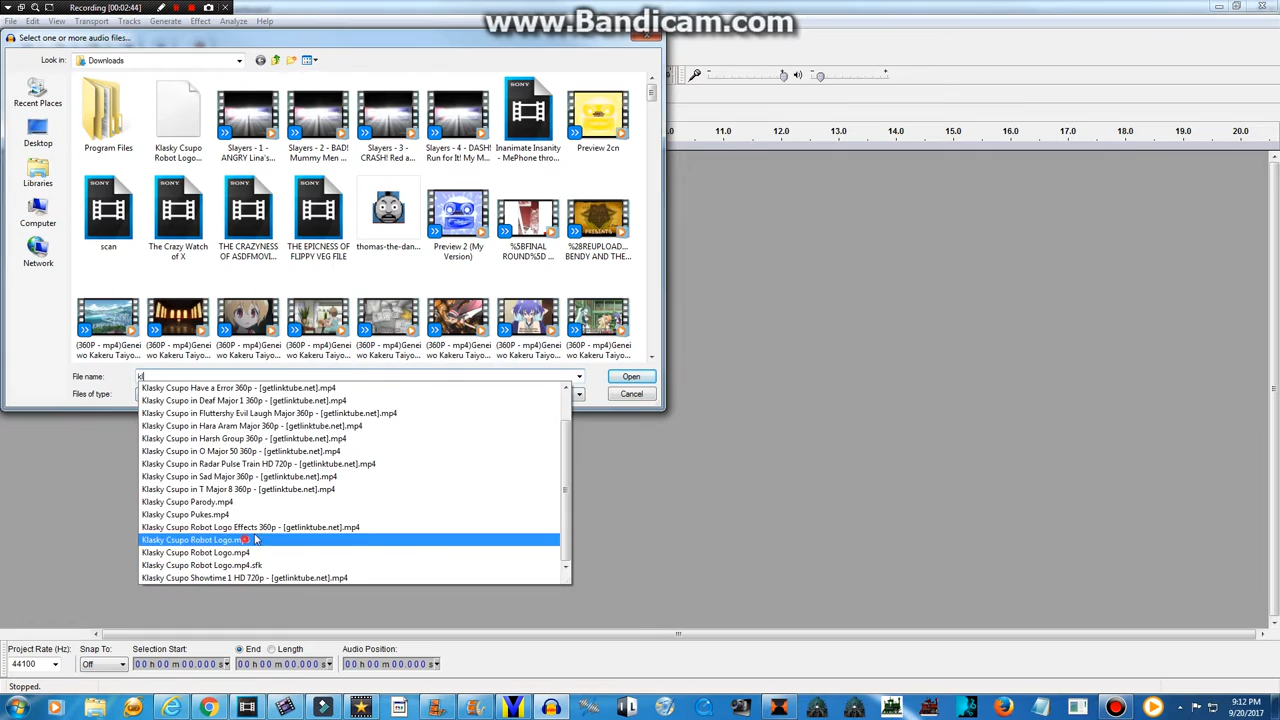 Recording [00:02:44]
www.Bandicam.com
File Edit View Transport Tracks Generate Effect Analyze Help
Select one or more audio files...
Look in: Downloads
Recent Places
Desktop
Libraries
Computer
Network
Program Files
Klasky Csupo Robot Logo...
Slayers - 1 - ANGRY Lina's...
Slayers - 2 - BAD! Mummy Men ...
Slayers - 3 - CRASH! Red a...
Slayers - 4 - DASH! Run for It! My M...
SONY
Inanimate Insanity - MePhone thro...
Preview 2cn
SONY
scan
SONY
The Crazy Watch of X
SONY
THE CRAZYNESS OF ASDFMOVI...
SONY
THE EPICNESS OF FLIPPY VEG FILE
thomas-the-dan...
Preview 2 (My Version)
%5BFINAL ROUND%5D ...
PRESENTS
%28REUPLOAD... BENDY AND THE...
(360P - mp4)Genei wo Kakeru Taiyo...
(360P - mp4)Genei wo Kakeru Taiyo...
(360P - mp4)Genei wo Kakeru Taiyo...
(360P - mp4)Genei wo Kakeru Taiyo...
(360P - mp4)Genei wo Kakeru Taiyo...
(360P - mp4)Genei wo Kakeru Taiyo...
(360P - mp4)Genei wo Kakeru Taiyo...
(360P - mp4)Genei wo Kakeru Taiyo...
11.0 12.0 13.0 14.0 15.0 16.0 17.0 18.0 19.0 20.0
File name: kl
Open
Files of type:
Cancel
Klasky Csupo Have a Error 360p - [getlinktube.net].mp4
Klasky Csupo in Deaf Major 1 360p - [getlinktube.net].mp4
Klasky Csupo in Fluttershy Evil Laugh Major 360p - [getlinktube.net].mp4
Klasky Csupo in Hara Aram Major 360p - [getlinktube.net].mp4
Klasky Csupo in Harsh Group 360p - [getlinktube.net].mp4
Klasky Csupo in O Major 50 360p - [getlinktube.net].mp4
Klasky Csupo in Radar Pulse Train HD 720p - [getlinktube.net].mp4
Klasky Csupo in Sad Major 360p - [getlinktube.net].mp4
Klasky Csupo in T Major 8 360p - [getlinktube.net].mp4
Klasky Csupo Parody.mp4
Klasky Csupo Pukes.mp4
Klasky Csupo Robot Logo Effects 360p - [getlinktube.net].mp4
Klasky Csupo Robot Logo.mp
Klasky Csupo Robot Logo.mp4
Klasky Csupo Robot Logo.mp4.sfk
Klasky Csupo Showtime 1 HD 720p - [getlinktube.net].mp4
Project Rate (Hz): Snap To: Selection Start: End Length Audio Position:
44100 Off 00 h 00 m 00.000 s 00 h 00 m 00.000 s 00 h 00 m 00.000 s
Stopped.
9:12 PM
9/20/2017